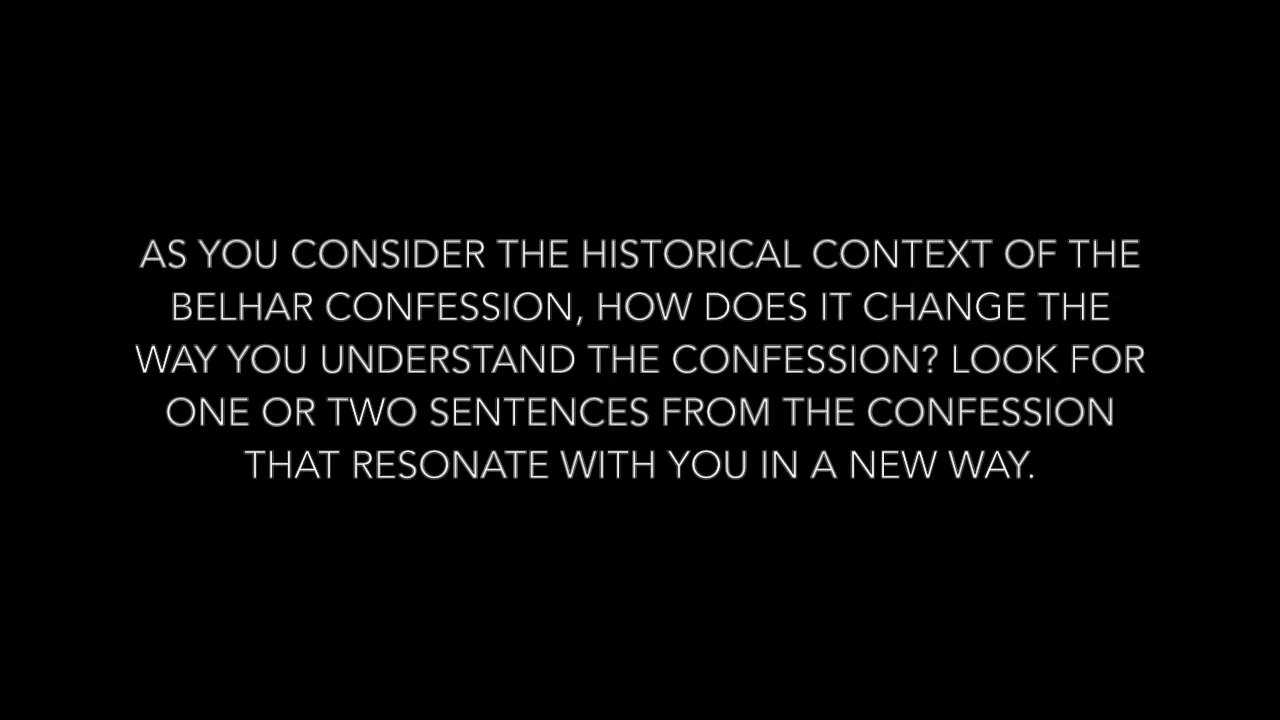 AS YOU CONSIDER THE HISTORICAL CONTEXT OF THE
BELHAR CONFESSION, HOW DOES IT CHANGE THE
WAY YOU UNDERSTAND THE CONFESSION? LOOK FOR
ONE OR TWO SENTENCES FROM THE CONFESSION
THAT RESONATE WITH YOU IN A NEW WAY.